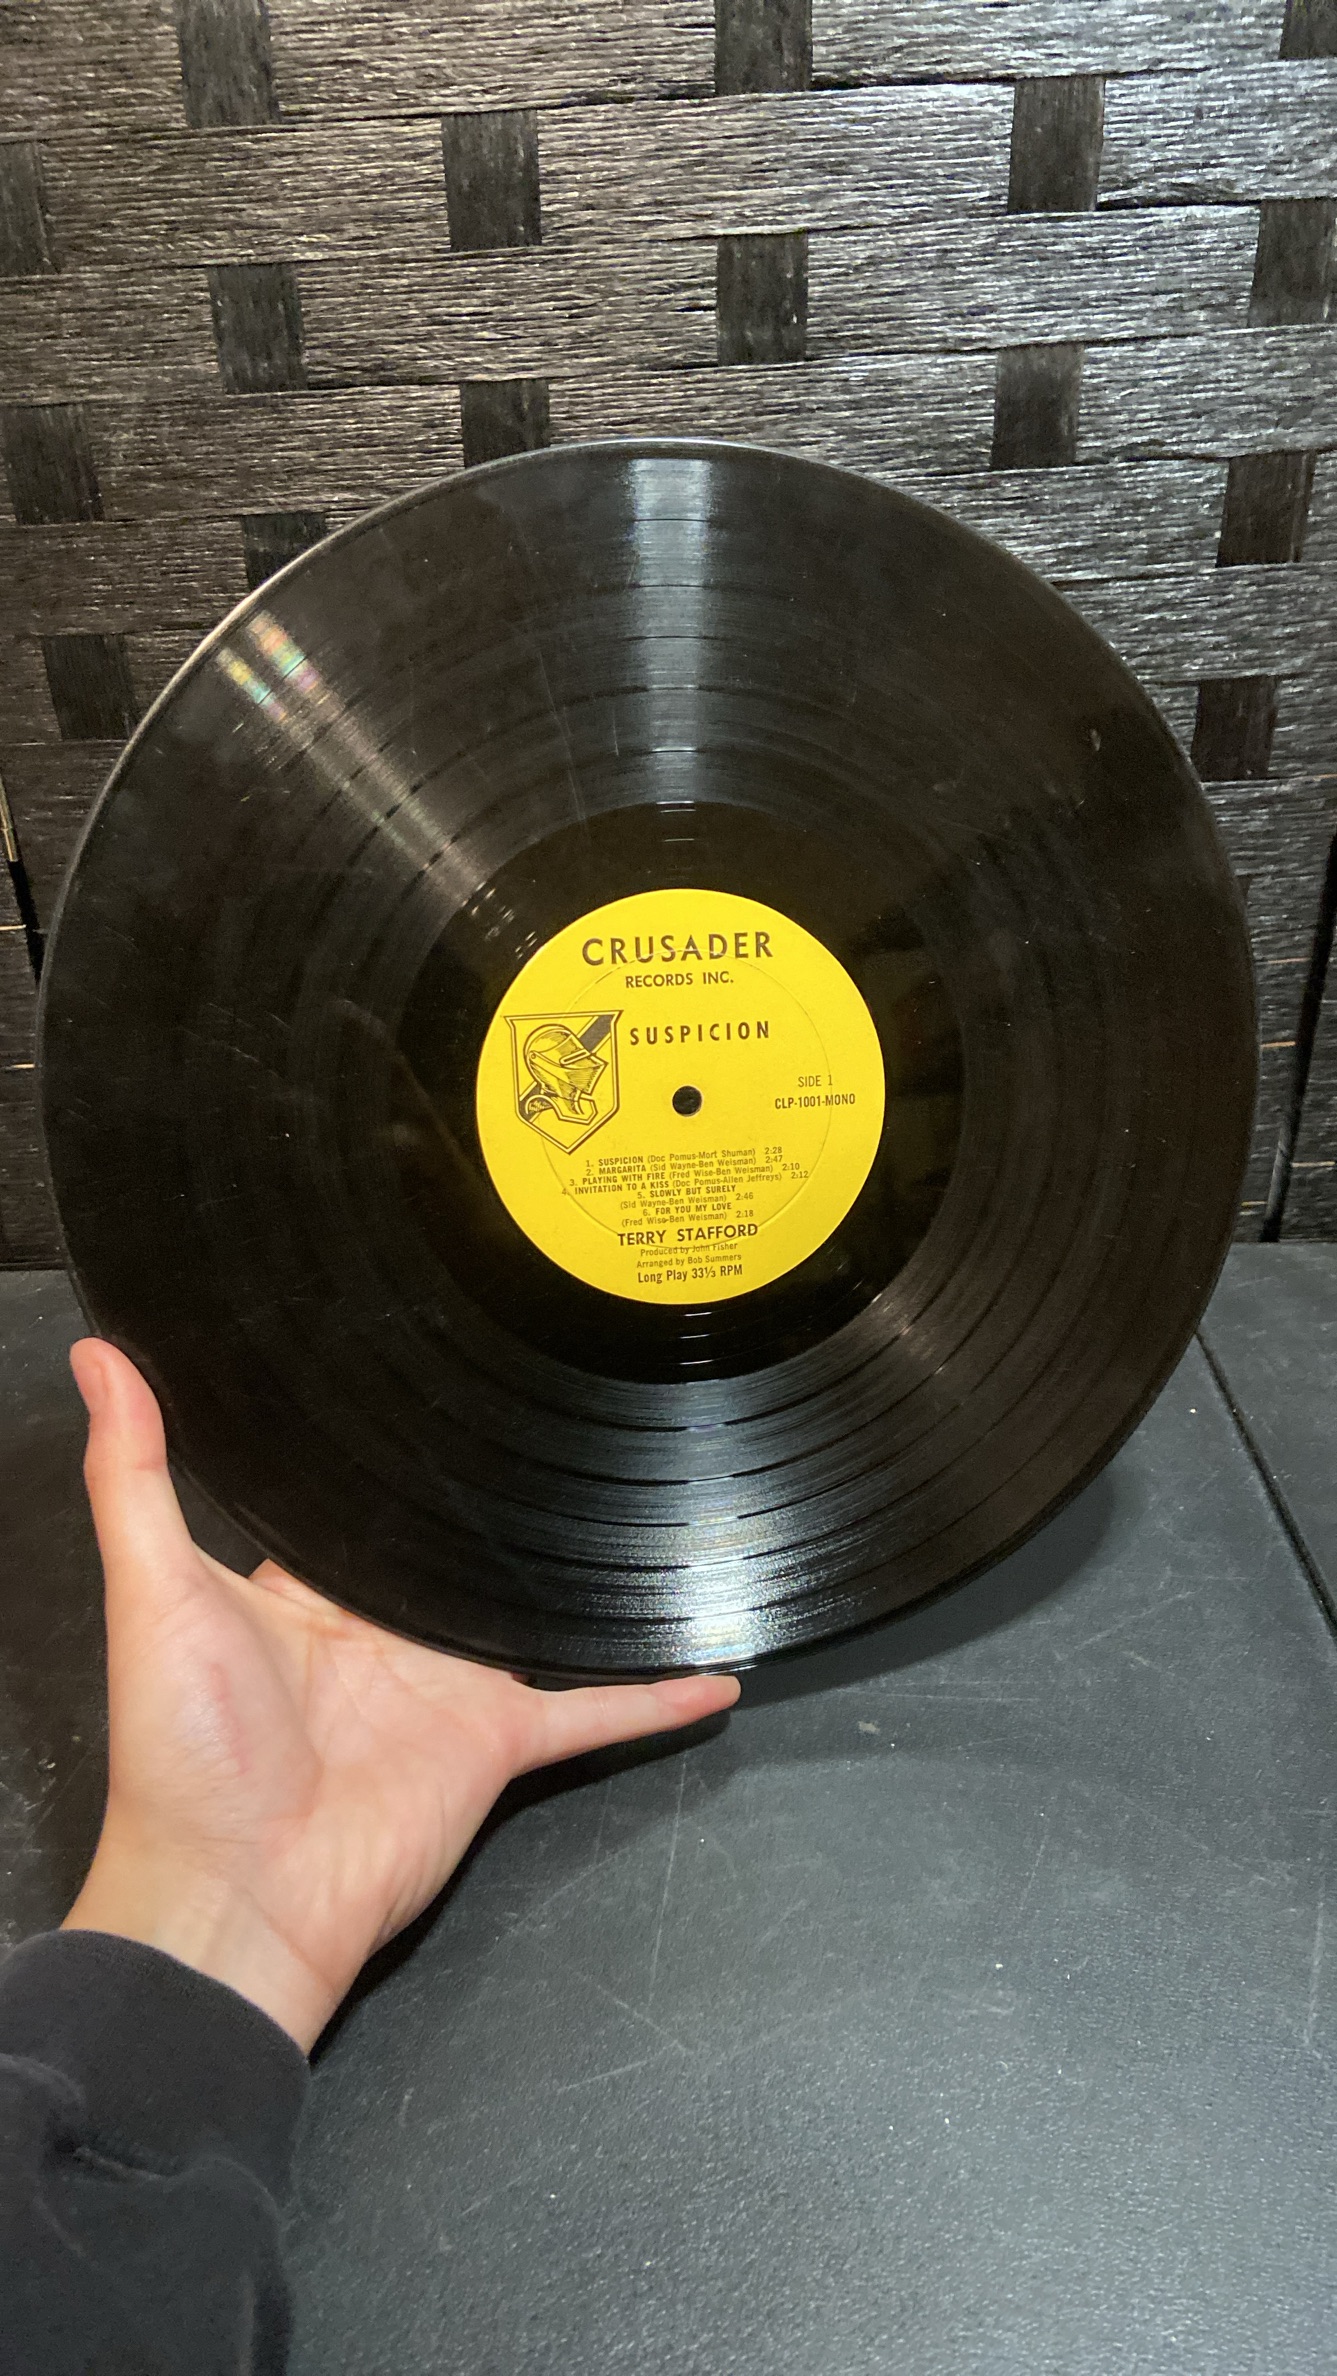 CRUSADER
RECORDS INC.
SUSPICION
SIDE 1
CLP-1001-MONO
1. SUSPICION (Doc Pomus-Mort Shuman) 2:28
2. MARGARITA (Sid Wayne-Ben Weisman) 2:47
3. PLAYING WITH FIRE (Fred Wise-Ben Weisman) 2:10
4. INVITATION TO A KISS (Doc Pomus-Allen Jeffreys) 2:12
5. SLOWLY BUT SURELY
(Sid Wayne-Ben Weisman) 2:46
6. FOR YOU MY LOVE
(Fred Wise-Ben Weisman) 2:18
TERRY STAFFORD
Produced by John Fisher
Arranged by Bob Summers
Long Play 33⅓ RPM